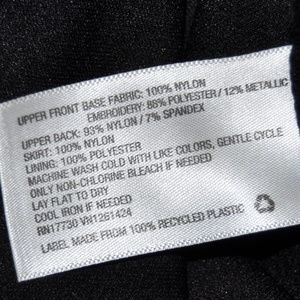 UPPER FRONT BASE FABRIC: 100% NYLON
EMBROIDERY: 88% POLYESTER / 12% METALLIC
UPPER BACK: 93% NYLON / 7% SPANDEX
SKIRT: 100% NYLON
LINING: 100% POLYESTER
MACHINE WASH COLD WITH LIKE COLORS, GENTLE CYCLE
ONLY NON-CHLORINE BLEACH IF NEEDED
LAY FLAT TO DRY
COOL IRON IF NEEDED
RN17730 VH1261424
LABEL MADE FROM 100% RECYCLED PLASTIC